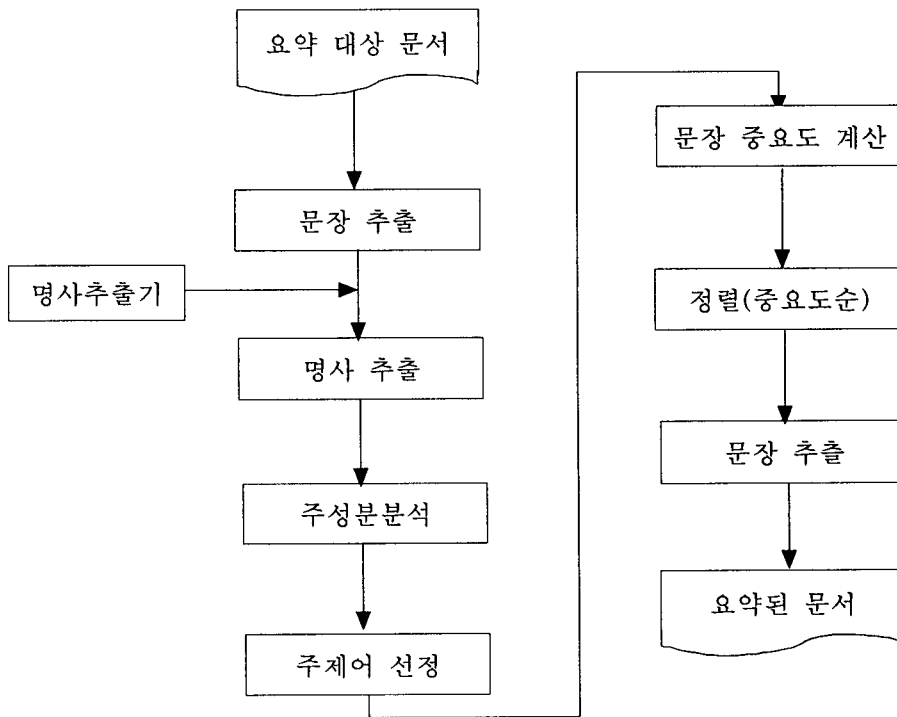 요약 대상 문서
문장 추출
명사추출기
명사 추출
주성분분석
주제어 선정
문장 중요도 계산
정렬(중요도순)
문장 추출
요약된 문서